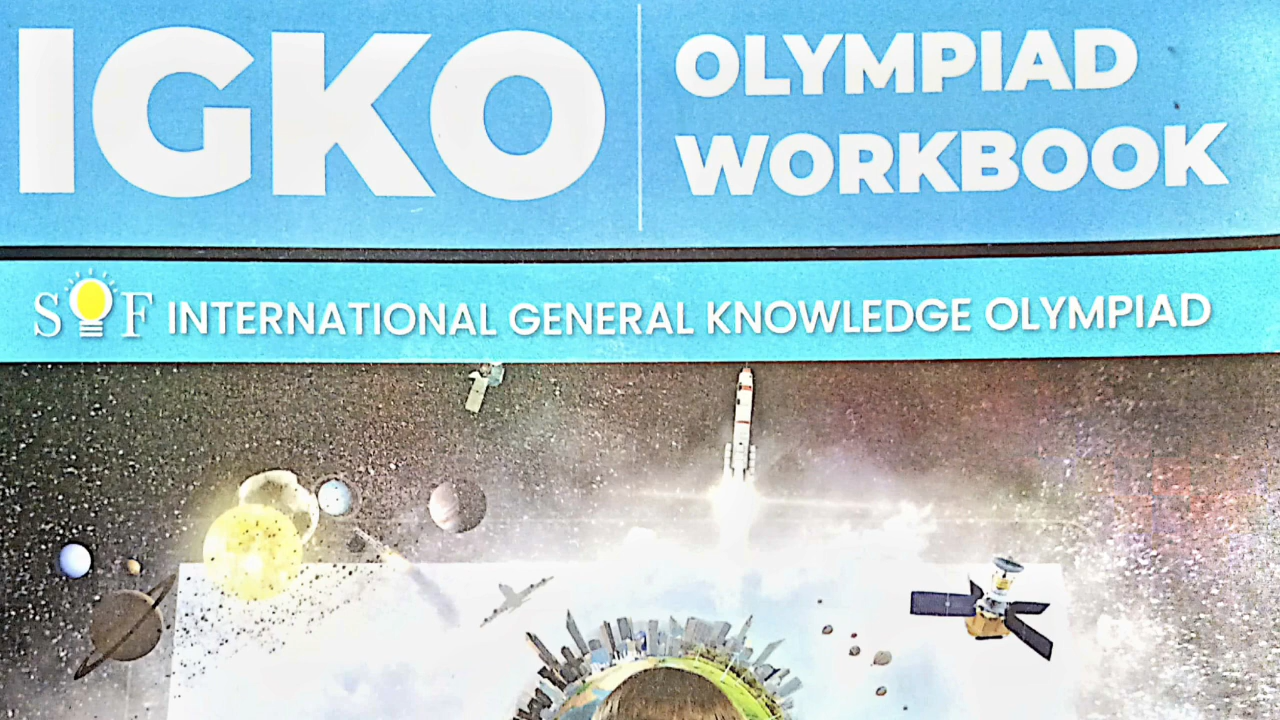 IGKO
OLYMPIAD
WORKBOOK
SOF INTERNATIONAL GENERAL KNOWLEDGE OLYMPIAD